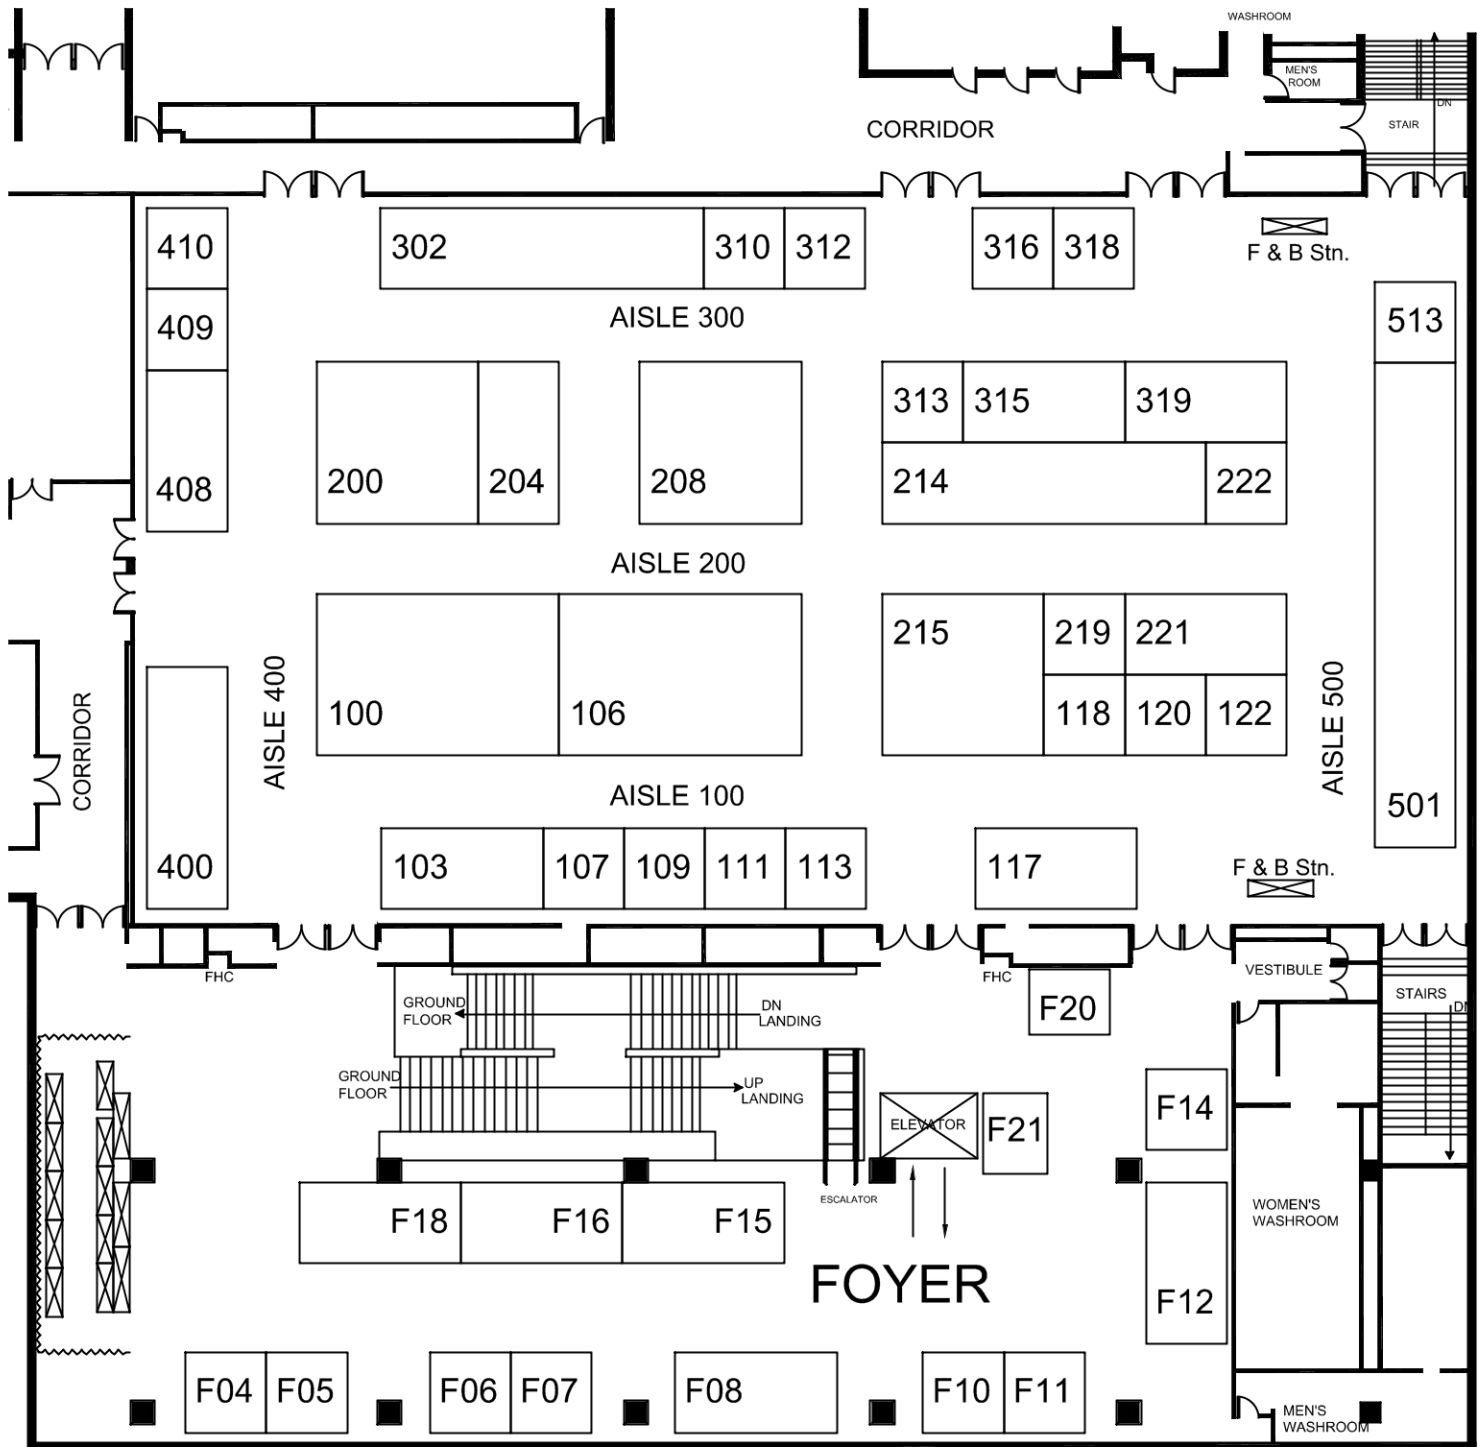 WASHROOM
MEN'S
ROOM
DN
STAIR
CORRIDOR
410
302
310
312
316
318
F & B Stn.
409
AISLE 300
513
313
315
319
408
200
204
208
214
222
AISLE 200
215
219
221
AISLE 400
AISLE 500
CORRIDOR
100
106
118
120
122
AISLE 100
501
400
103
107
109
111
113
117
F & B Stn.
FHC
FHC
VESTIBULE
STAIRS
DN
GROUND
FLOOR
DN
LANDING
F20
GROUND
FLOOR
UP
LANDING
ELEVATOR
F21
F14
ESCALATOR
WOMEN'S
WASHROOM
F18
F16
F15
FOYER
F12
F04
F05
F06
F07
F08
F10
F11
MEN'S
WASHROOM